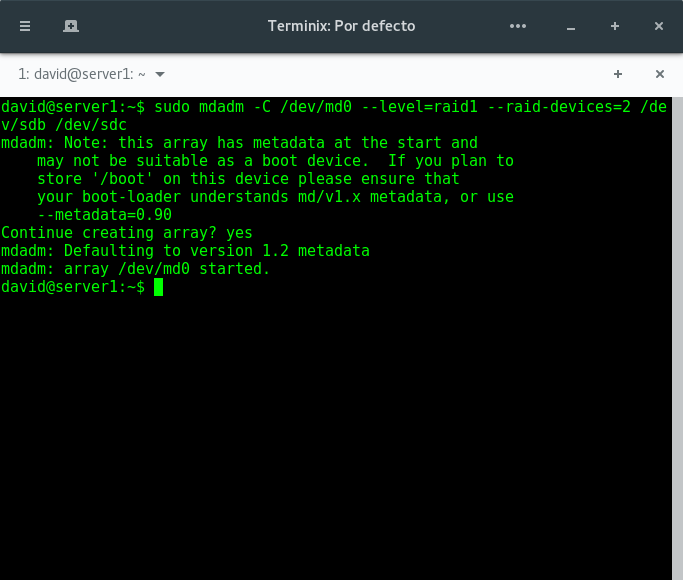 Terminix: Por defecto
1: david@server1: ~
david@server1:~$ sudo mdadm -C /dev/md0 --level=raid1 --raid-devices=2 /de
v/sdb /dev/sdc
mdadm: Note: this array has metadata at the start and
    may not be suitable as a boot device.  If you plan to
    store '/boot' on this device please ensure that
    your boot-loader understands md/v1.x metadata, or use
    --metadata=0.90
Continue creating array? yes
mdadm: Defaulting to version 1.2 metadata
mdadm: array /dev/md0 started.
david@server1:~$